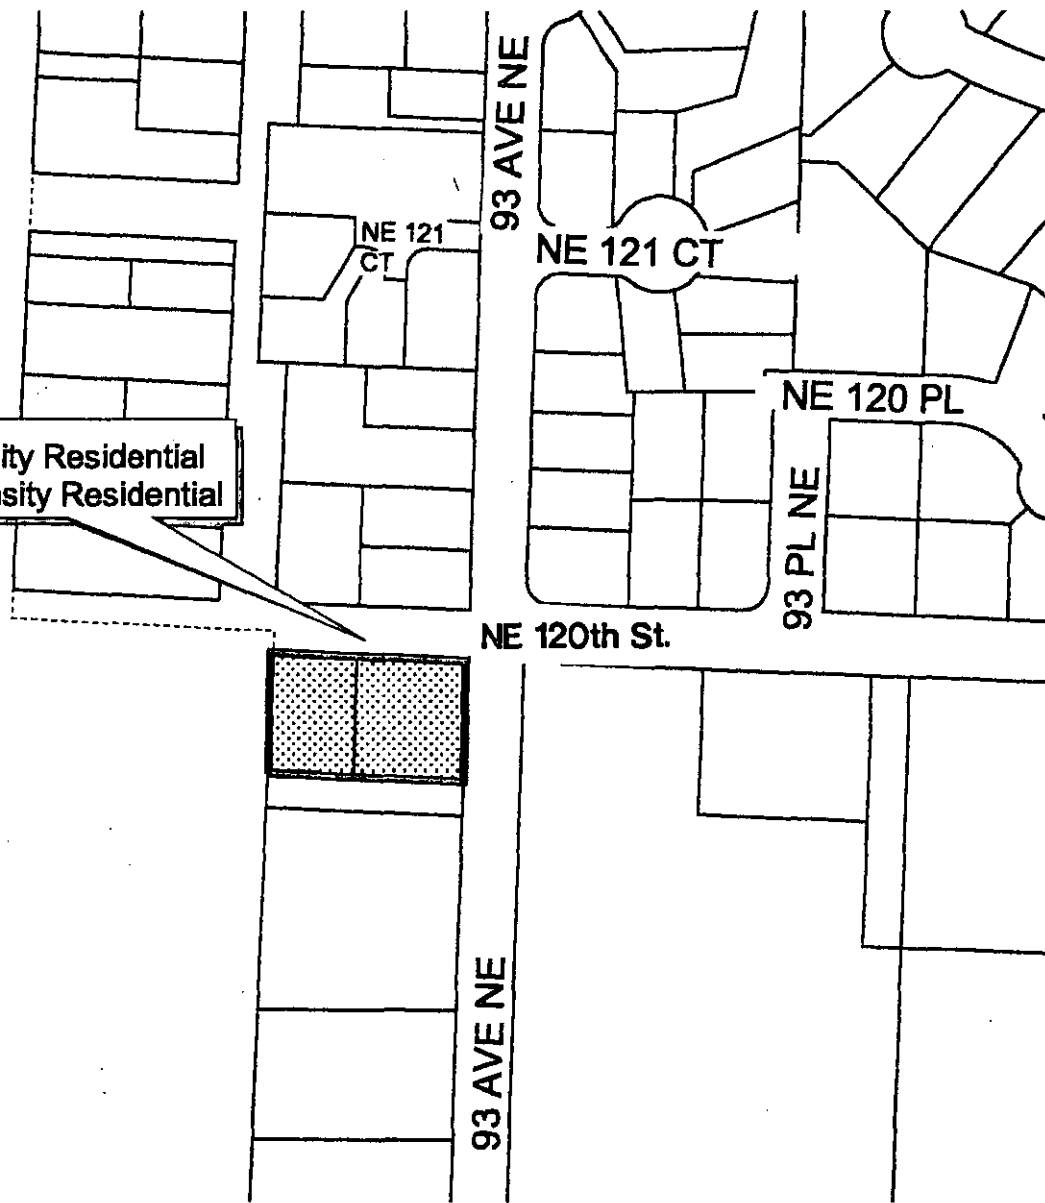 93 AVE NE
NE 121
CT
NE 121 CT
NE 120 PL
ity Residential
sity Residential
93 PL NE
NE 120th St.
93 AVE NE